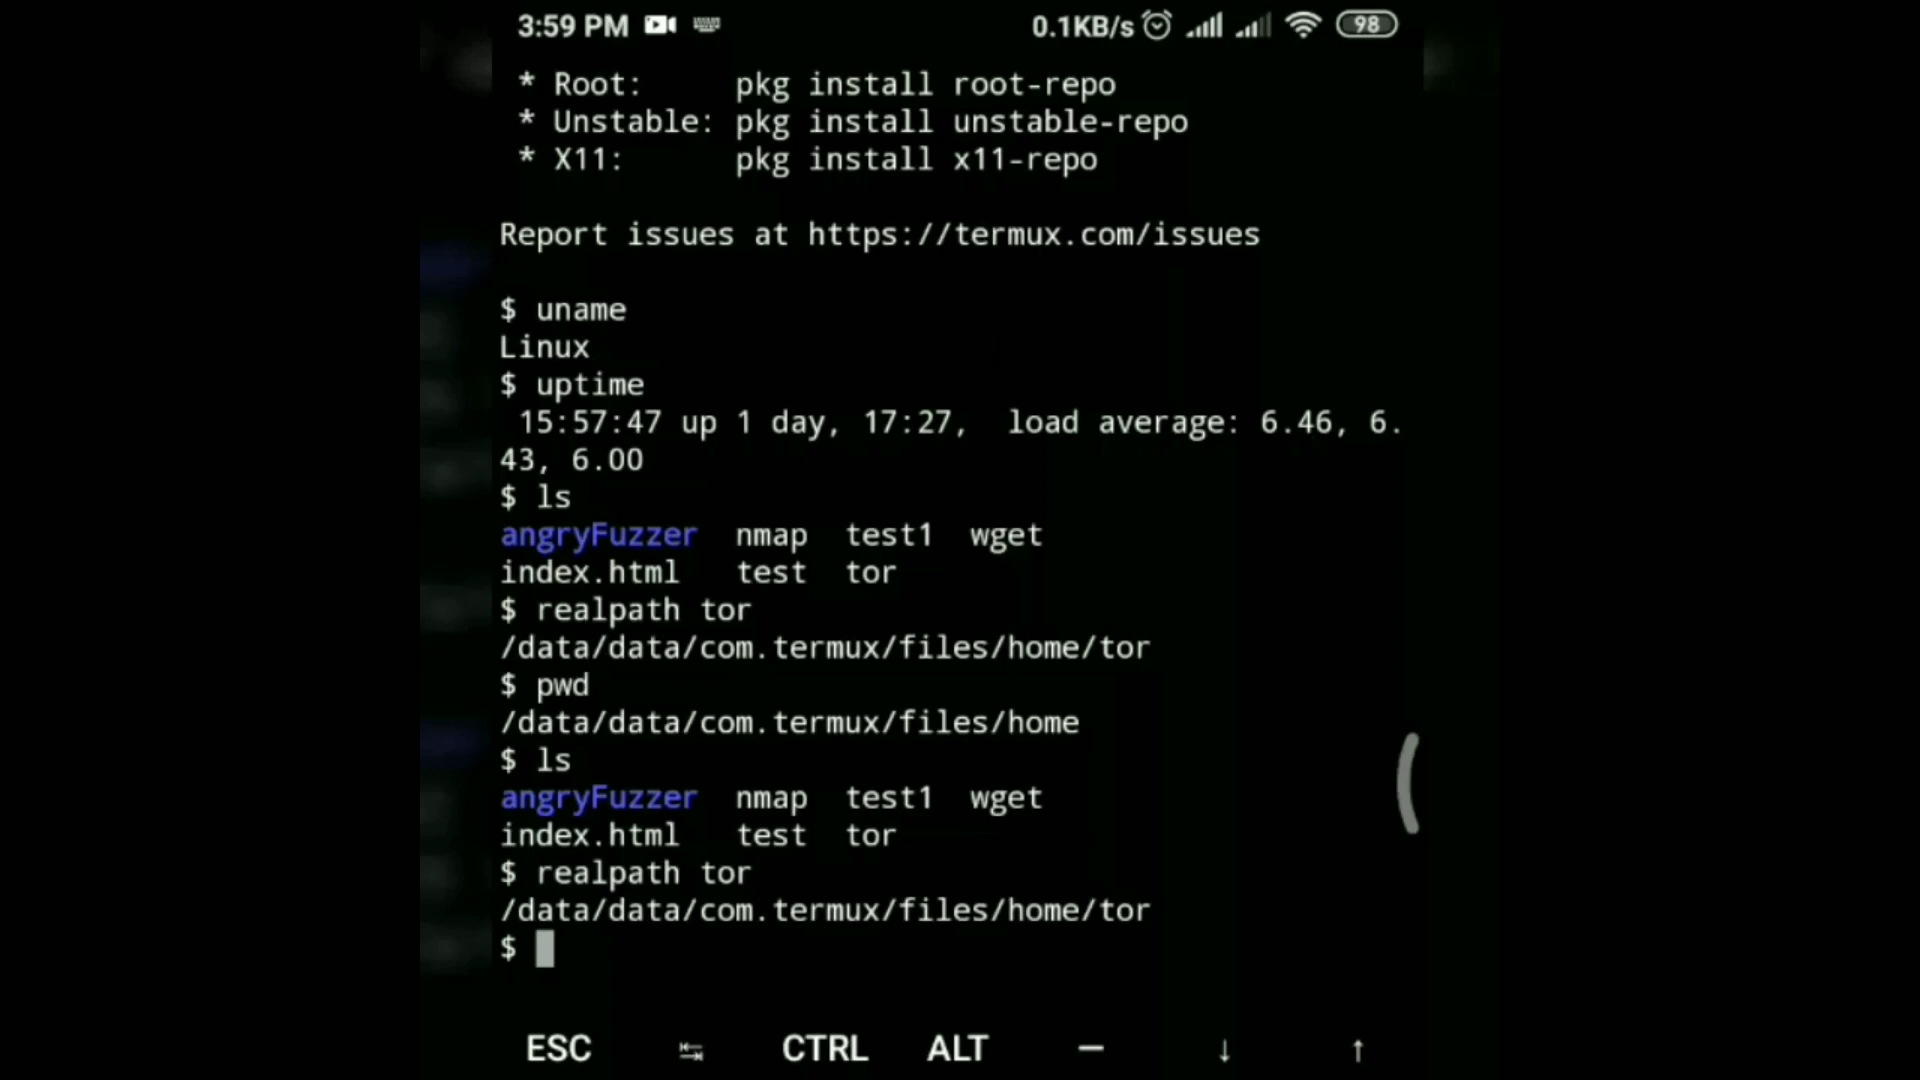 3:59 PM 0.1KB/s 98
* Root: pkg install root-repo
* Unstable: pkg install unstable-repo
* X11: pkg install x11-repo
Report issues at https://termux.com/issues
$ uname
Linux
$ uptime
15:57:47 up 1 day, 17:27, load average: 6.46, 6.
43, 6.00
$ ls
angryFuzzer nmap test1 wget
index.html test tor
$ realpath tor
/data/data/com.termux/files/home/tor
$ pwd
/data/data/com.termux/files/home
$ ls
angryFuzzer nmap test1 wget
index.html test tor
$ realpath tor
/data/data/com.termux/files/home/tor
$
ESC ↹ CTRL ALT — ↓ ↑